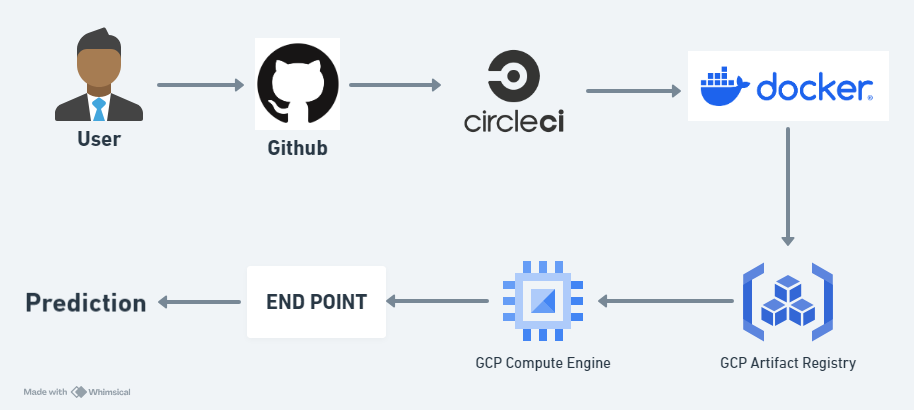 User
Github
circleci
docker®
GCP Artifact Registry
GCP Compute Engine
END POINT
Prediction
Made with Whimsical